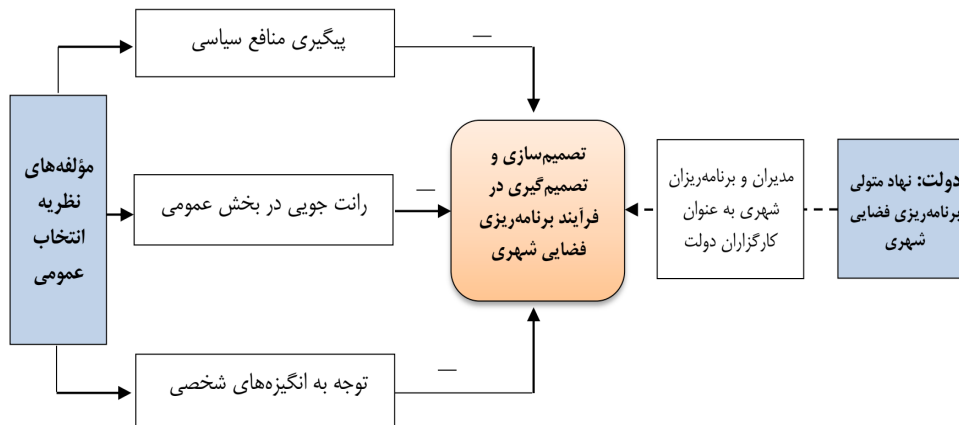 پیگیری منافع سیاسی
—
مؤلفه‌های
نظریه
انتخاب
عمومی
رانت جویی در بخش عمومی
—
توجه به انگیزه‌های شخصی
—
تصمیم‌سازی و
تصمیم‌گیری در
فرآیند برنامه‌ریزی
فضایی شهری
مدیران و برنامه‌ریزان
شهری به عنوان
کارگزاران دولت
دولت: نهاد متولی
برنامه‌ریزی فضایی
شهری